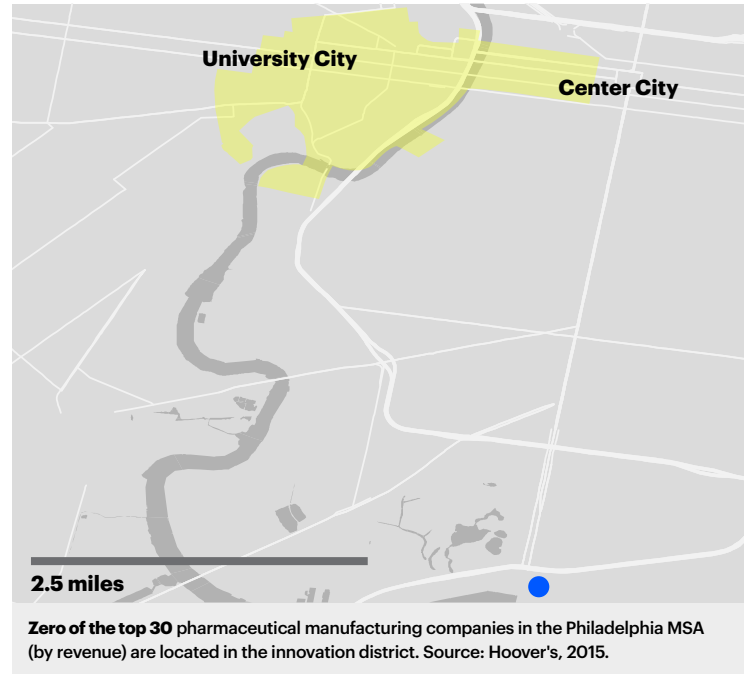 University City
Center City
2.5 miles
Zero of the top 30 pharmaceutical manufacturing companies in the Philadelphia MSA
(by revenue) are located in the innovation district. Source: Hoover's, 2015.